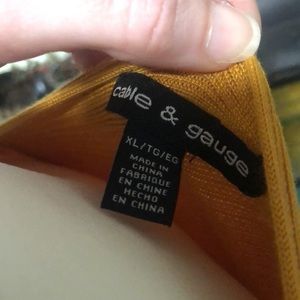 cable & gauge
XL/TG/EG
MADE IN
CHINA
FABRIQUE
EN CHINE
HECHO
EN CHINA